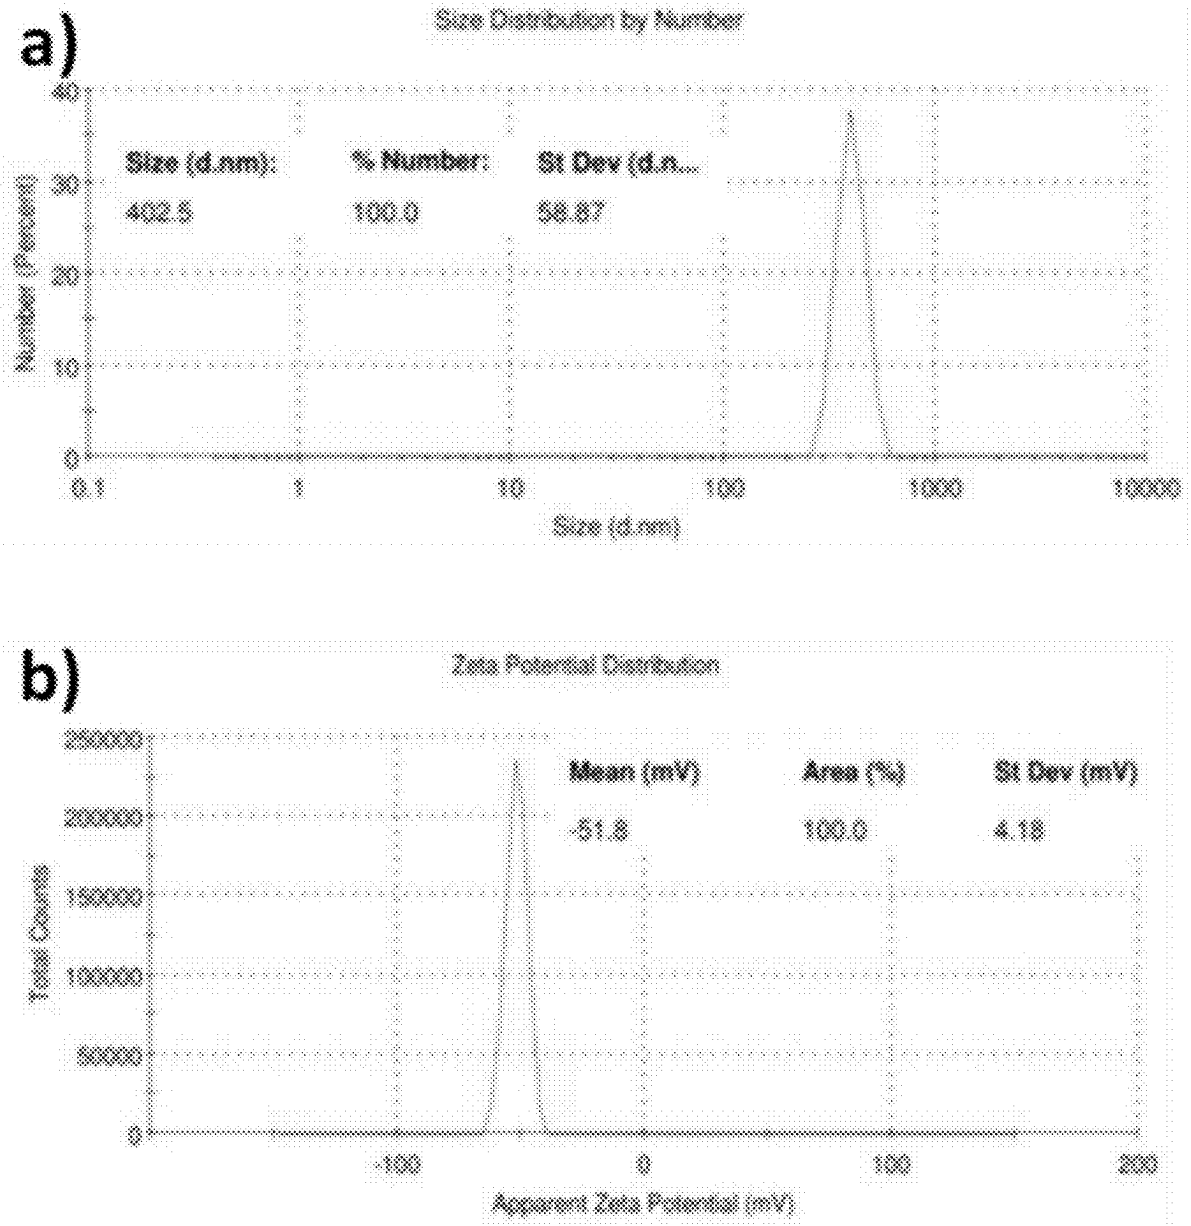 a)
Size Distribution by Number
40
Size (d.nm): % Number: St Dev (d.n...
30
402.5 100.0 58.87
Number (Percent)
20
10
0
0.1 1 10 100 1000 10000
Size (d.nm)
b)
Zeta Potential Distribution
250000
Mean (mV) Area (%) St Dev (mV)
200000
-51.8 100.0 4.18
Total Counts
150000
100000
50000
0
-100 0 100 200
Apparent Zeta Potential (mV)